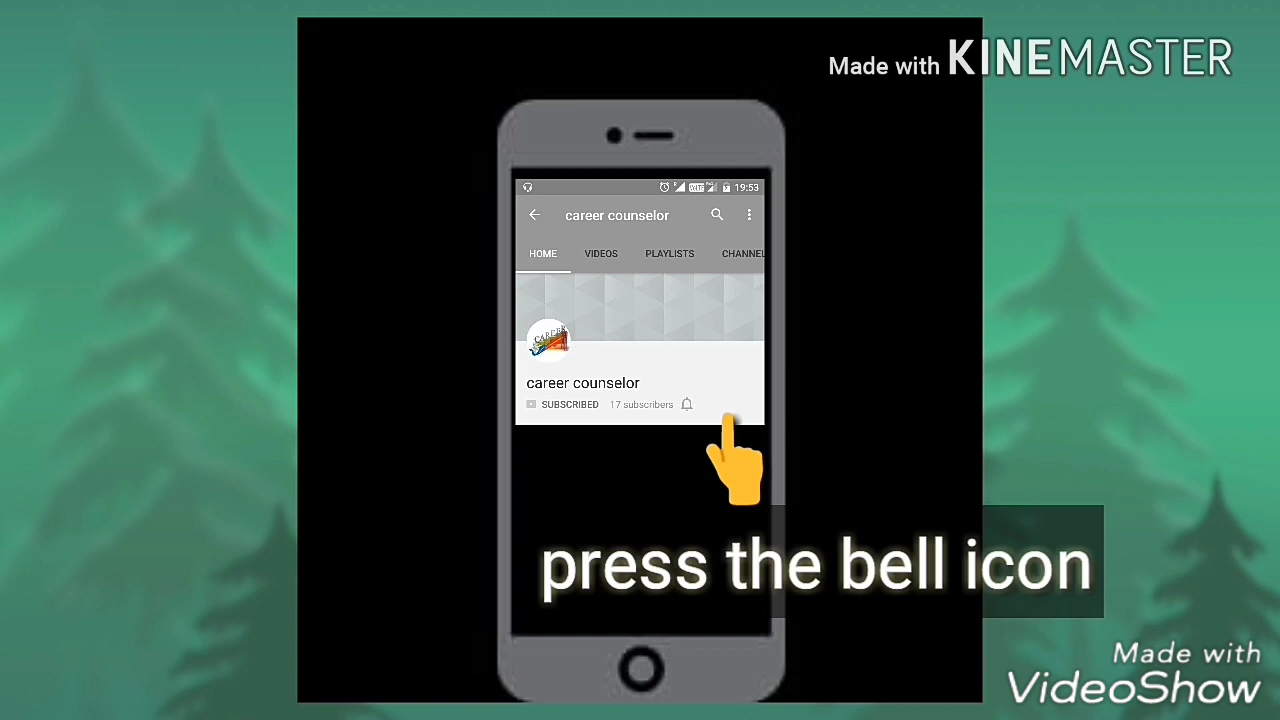 Made with KINEMASTER
19:53
career counselor
HOME VIDEOS PLAYLISTS CHANNEL
CAREER
career counselor
SUBSCRIBED 17 subscribers
press the bell icon
Made with
VideoShow